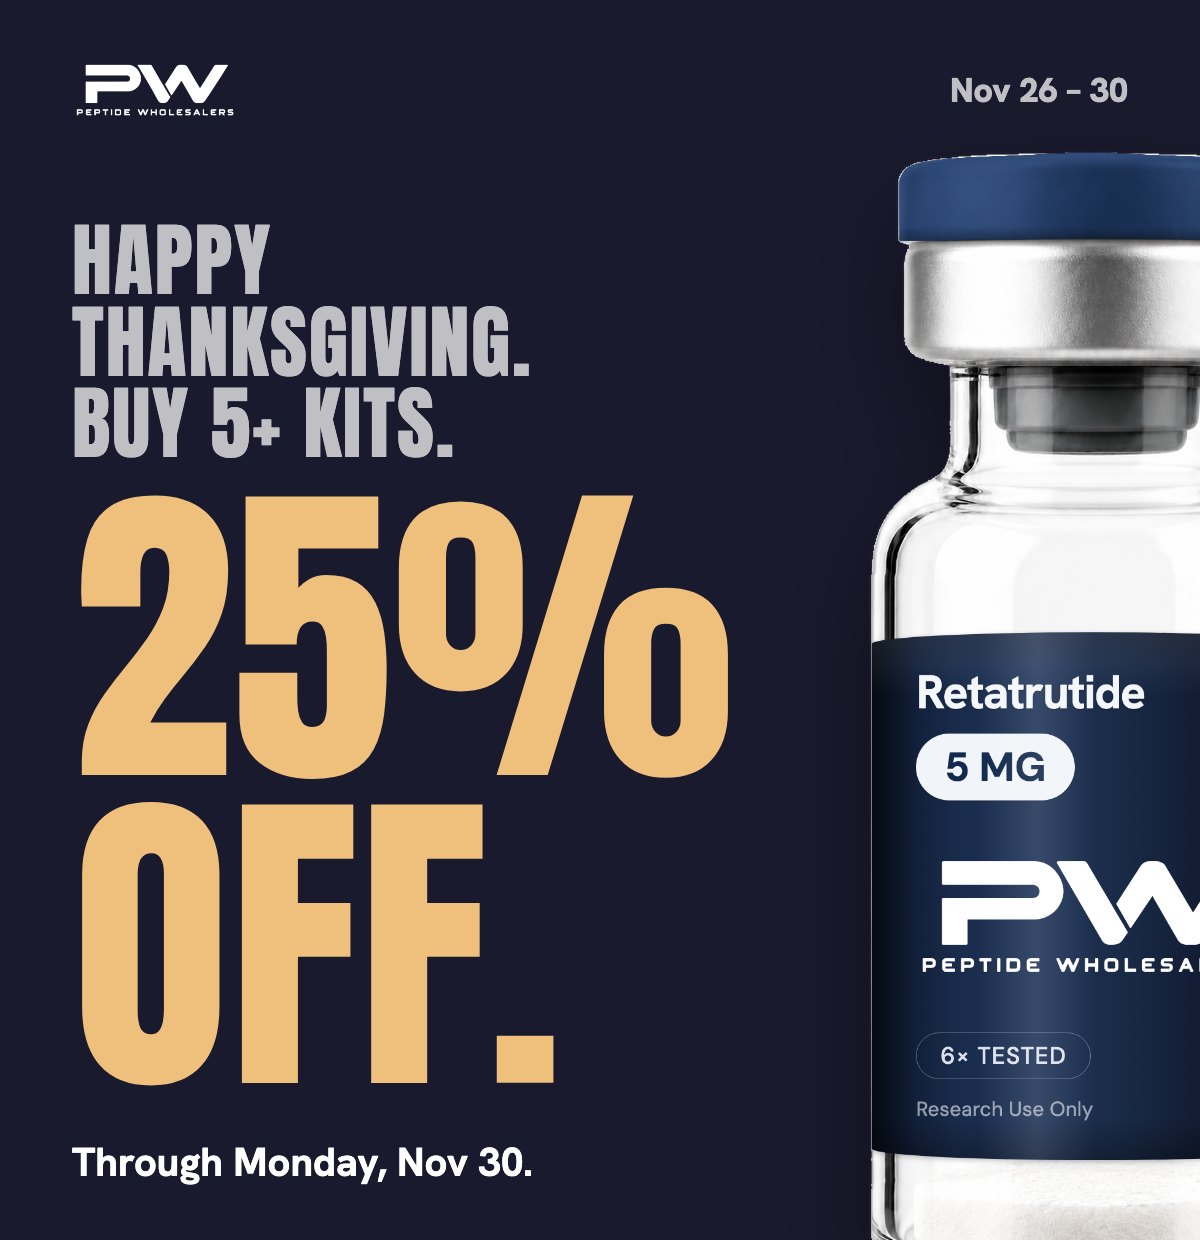 PW
PEPTIDE WHOLESALERS
Nov 26 – 30
HAPPY
THANKSGIVING.
BUY 5+ KITS.
25%
OFF.
Through Monday, Nov 30.
Retatrutide
5 MG
PW
PEPTIDE WHOLESA
6× TESTED
Research Use Only